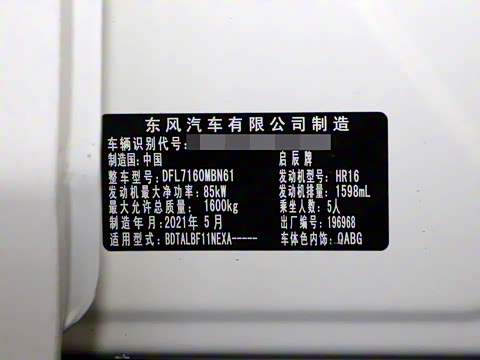 东风汽车有限公司制造
车辆识别代号:
制造国: 中国 启辰牌
整车型号: DFL7160MBN61 发动机型号: HR16
发动机最大净功率: 85kW 发动机排量: 1598mL
最大允许总质量: 1600kg 乘坐人数: 5人
制造年月: 2021年5月 出厂编号: 196968
适用型式: BDTALBF11NEXA----- 车体色内饰: QABG